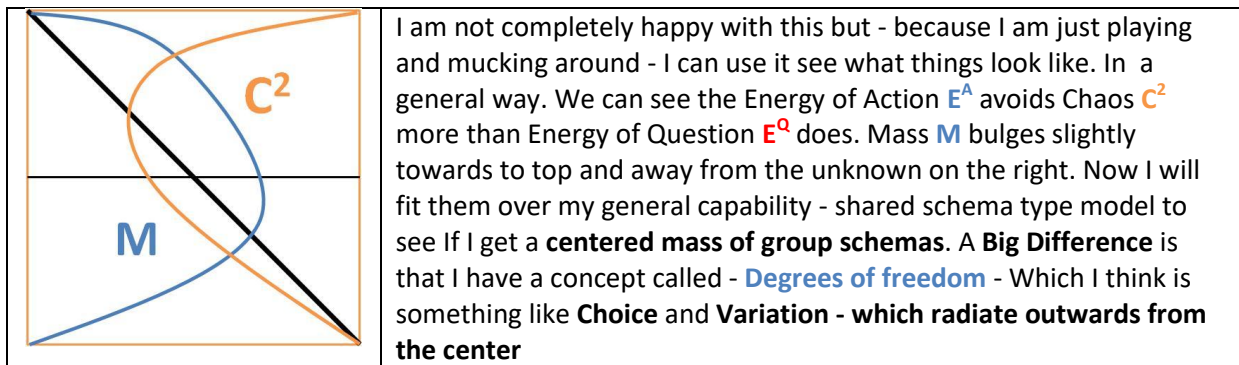 C²
M
I am not completely happy with this but - because I am just playing
and mucking around - I can use it see what things look like. In a
general way. We can see the Energy of Action Eᴬ avoids Chaos C²
more than Energy of Question E^Q does. Mass M bulges slightly
towards to top and away from the unknown on the right. Now I will
fit them over my general capability - shared schema type model to
see If I get a centered mass of group schemas. A Big Difference is
that I have a concept called - Degrees of freedom - Which I think is
something like Choice and Variation - which radiate outwards from
the center